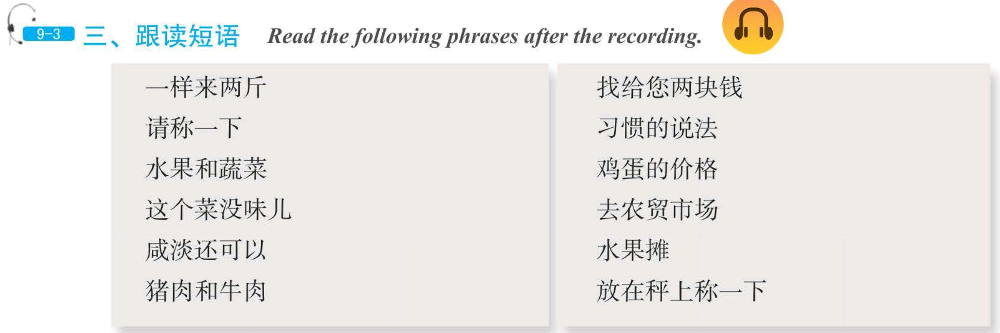 9-3 三、跟读短语 Read the following phrases after the recording.
一样来两斤
请称一下
水果和蔬菜
这个菜没味儿
咸淡还可以
猪肉和牛肉
找给您两块钱
习惯的说法
鸡蛋的价格
去农贸市场
水果摊
放在秤上称一下